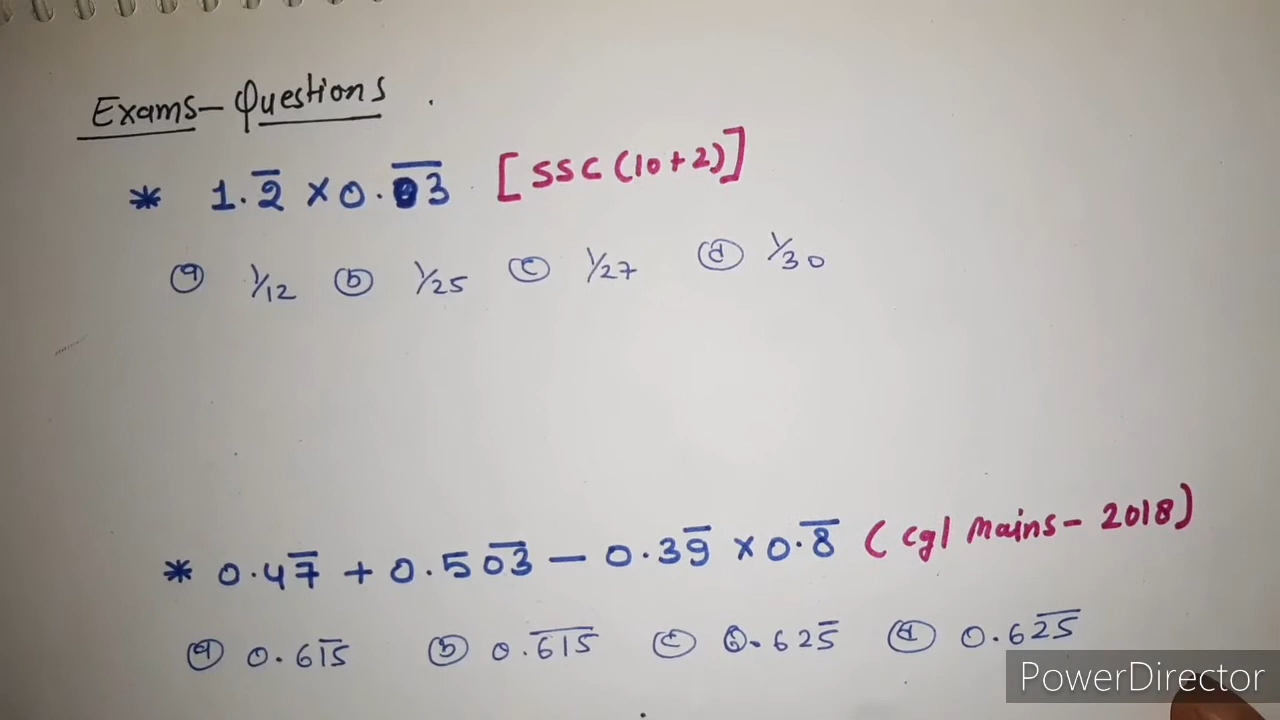 Exams- Questions .
* 1.2̅ × 0.0̅3̅ [SSC (10+2)]
(a) 1/12 (b) 1/25 (c) 1/27 (d) 1/30
* 0.47̅ + 0.50̅3̅ - 0.39̅ × 0.8̅ (cgl Mains - 2018)
(a) 0.61̅5̅ (b) 0.6̅1̅5̅ (c) 0.625̅ (d) 0.62̅5̅
PowerDirector